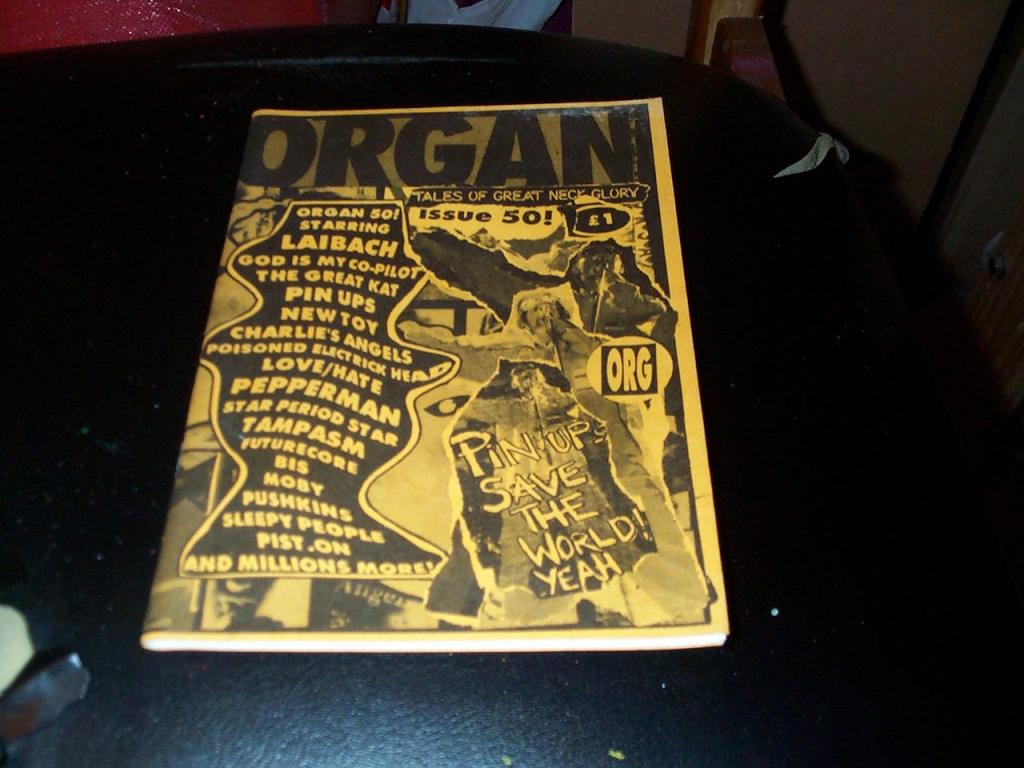 ORGAN
TALES OF GREAT NECK GLORY
ISSUE 50!
£1
ORGAN 50!
STARRING
LAIBACH
GOD IS MY CO-PILOT
THE GREAT KAT
PIN UPS
NEW TOY
CHARLIE'S ANGELS
POISONED ELECTRICK HEAD
LOVE/HATE
PEPPERMAN
STAR PERIOD STAR
TAMPASM
FUTURECORE
BIS
MOBY
PUSHKINS
SLEEPY PEOPLE
PIST.ON
AND MILLIONS MORE!
ORG
PIN UPS
SAVE
THE
WORLD!
YEAH